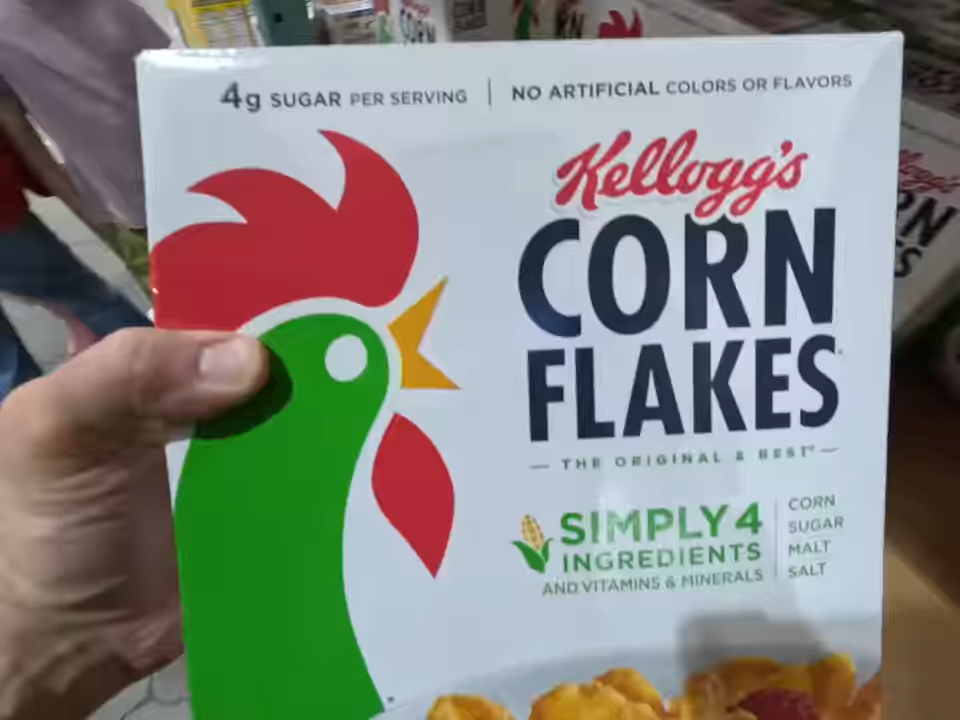 4g SUGAR PER SERVING | NO ARTIFICIAL COLORS OR FLAVORS
Kellogg's
CORN
FLAKES
— THE ORIGINAL & BEST —
SIMPLY 4
INGREDIENTS
AND VITAMINS & MINERALS
CORN
SUGAR
MALT
SALT